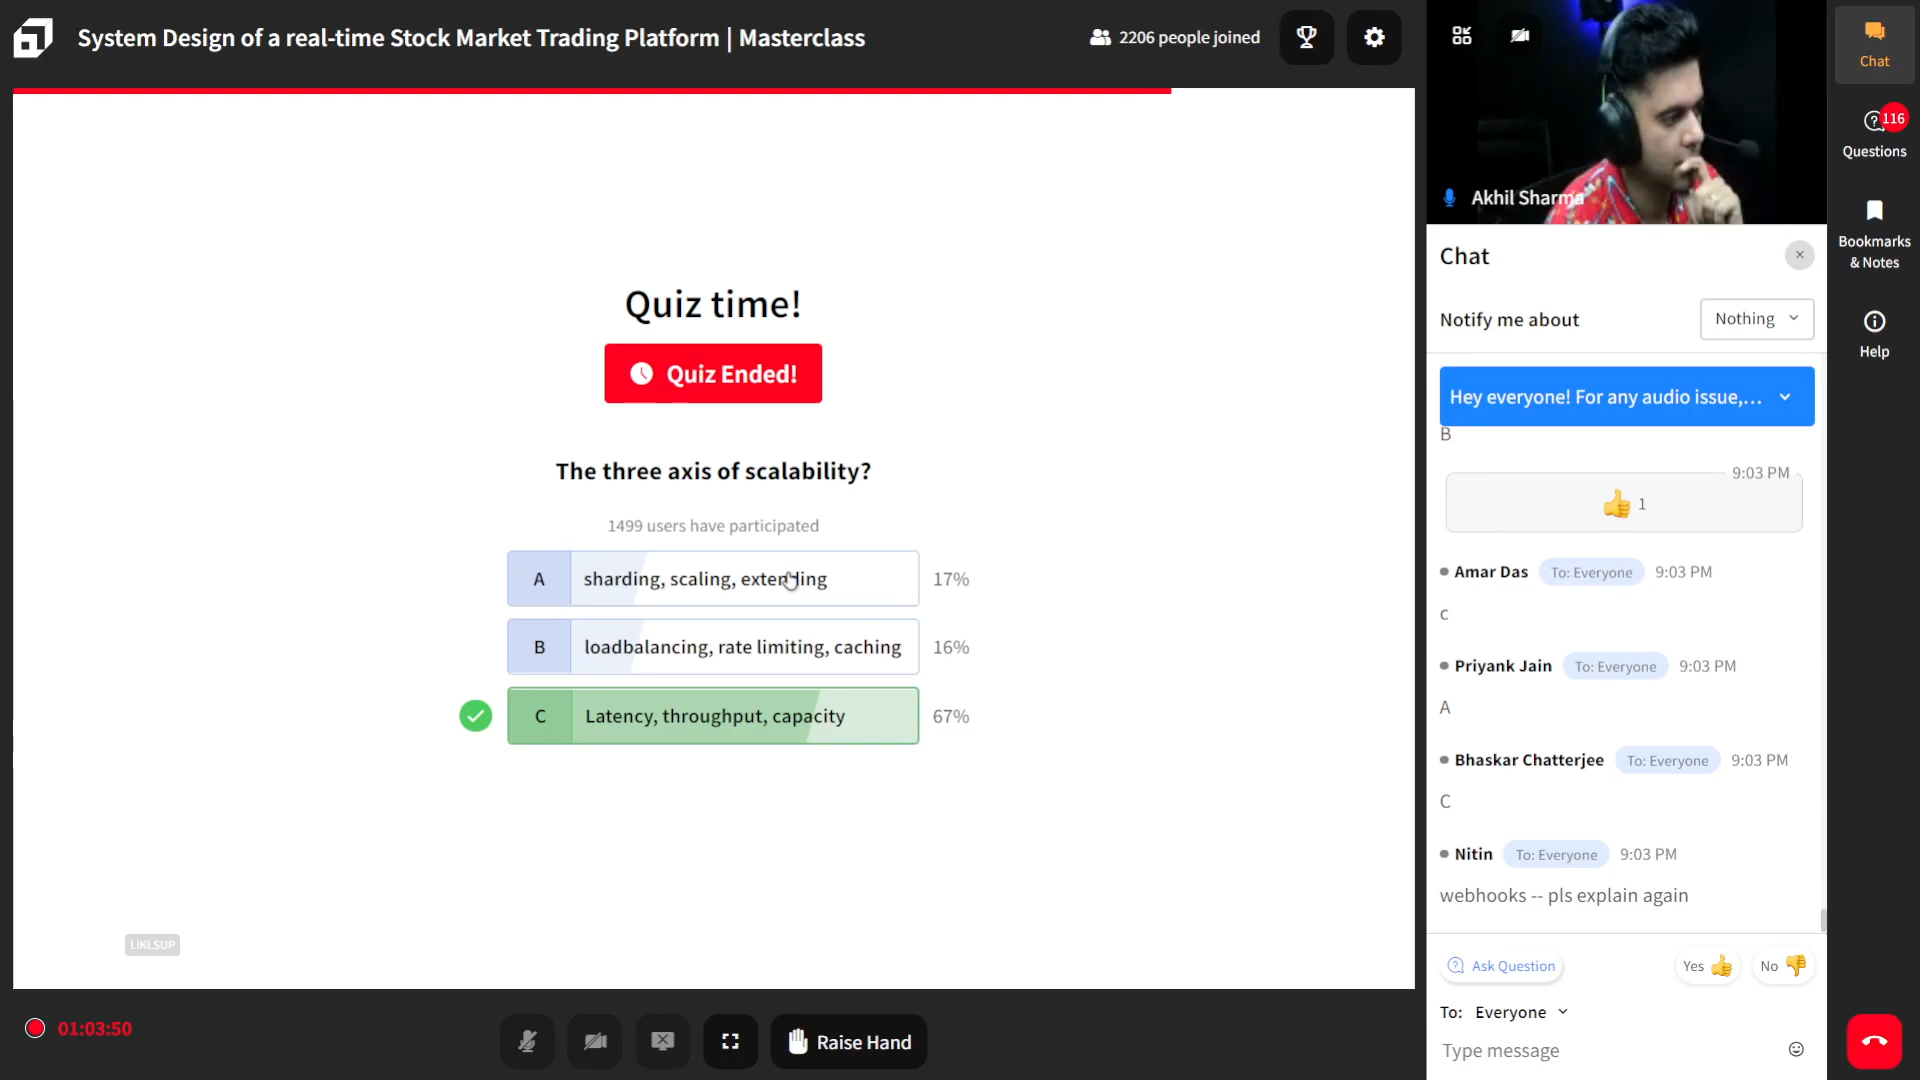 System Design of a real-time Stock Market Trading Platform | Masterclass
2206 people joined
Quiz time!
Quiz Ended!
The three axis of scalability?
1499 users have participated
A sharding, scaling, extending 17%
B loadbalancing, rate limiting, caching 16%
C Latency, throughput, capacity 67%
LIKLSUP
01:03:50
Raise Hand
Akhil Sharma
Chat
Notify me about
Nothing
Hey everyone! For any audio issue,...
B
9:03 PM
1
Amar Das To: Everyone 9:03 PM
c
Priyank Jain To: Everyone 9:03 PM
A
Bhaskar Chatterjee To: Everyone 9:03 PM
C
Nitin To: Everyone 9:03 PM
webhooks -- pls explain again
Ask Question
Yes
No
To: Everyone
Type message
Chat
116
Questions
Bookmarks
& Notes
Help